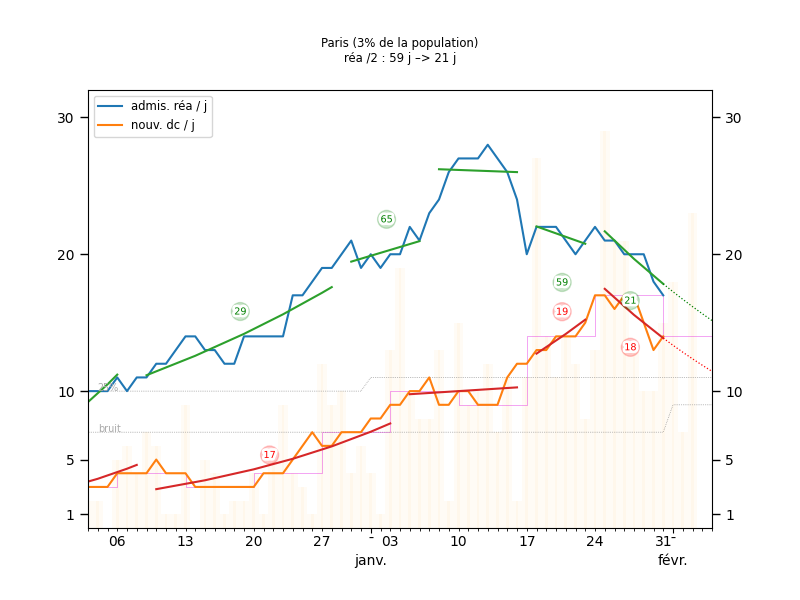 Paris (3% de la population)
réa /2 : 59 j –> 21 j
admis. réa / j
nouv. dc / j
30 30
20 20
10 10
5 5
1 1
65
29
59
19
21
18
17
25%
bruit
06 13 20 27 - 03 10 17 24 31-
janv. févr.